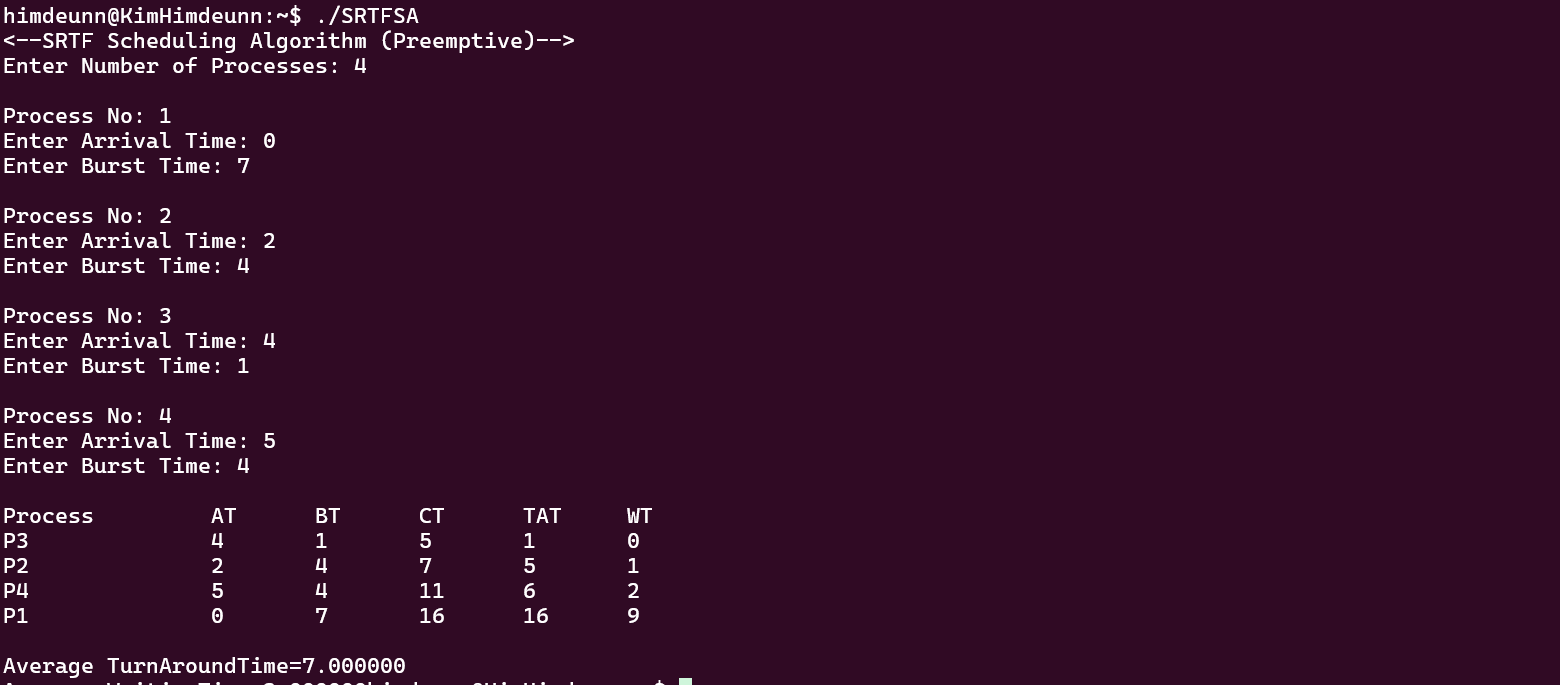 himdeunn@KimHimdeunn:~$ ./SRTFSA
<--SRTF Scheduling Algorithm (Preemptive)-->
Enter Number of Processes: 4
Process No: 1
Enter Arrival Time: 0
Enter Burst Time: 7
Process No: 2
Enter Arrival Time: 2
Enter Burst Time: 4
Process No: 3
Enter Arrival Time: 4
Enter Burst Time: 1
Process No: 4
Enter Arrival Time: 5
Enter Burst Time: 4
Process AT BT CT TAT WT
P3 4 1 5 1 0
P2 2 4 7 5 1
P4 5 4 11 6 2
P1 0 7 16 16 9
Average TurnAroundTime=7.000000